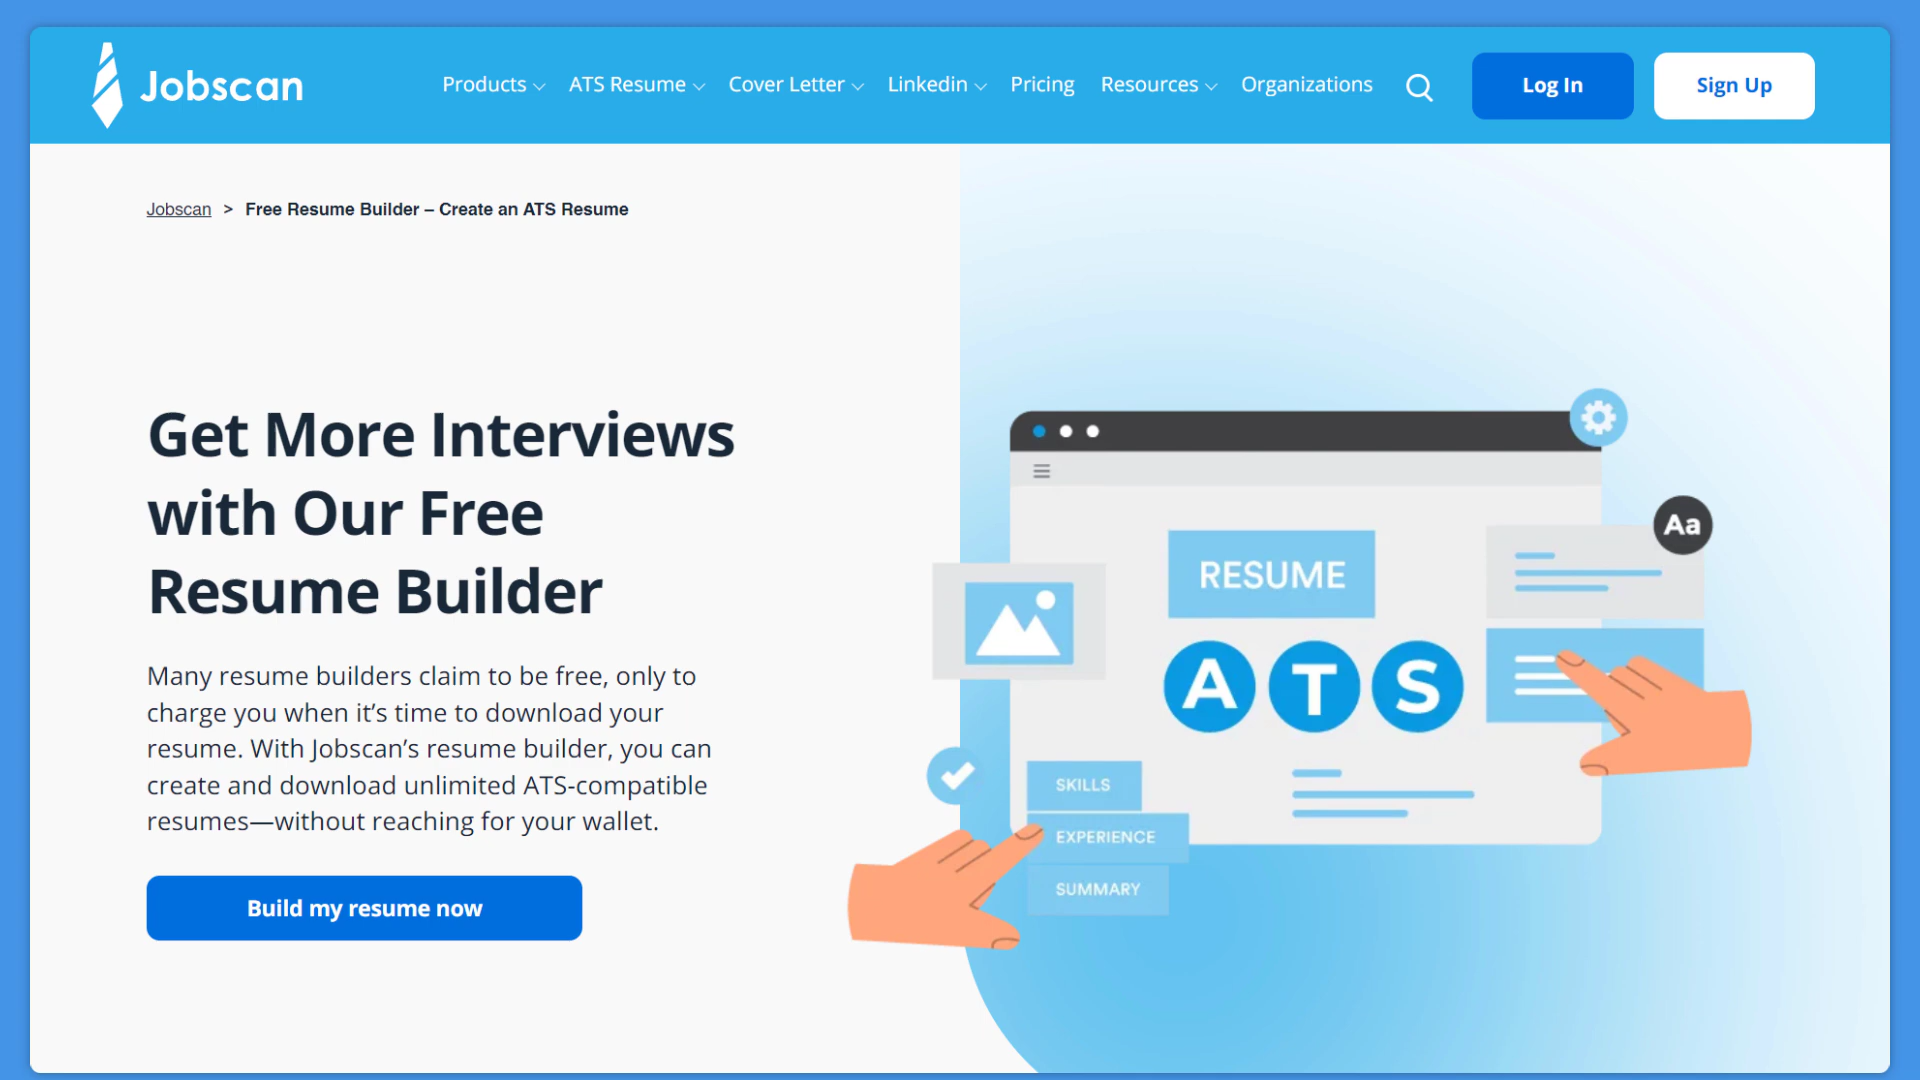 Jobscan
Products
ATS Resume
Cover Letter
Linkedin
Pricing
Resources
Organizations
Log In
Sign Up
Jobscan > Free Resume Builder – Create an ATS Resume
Get More Interviews
with Our Free
Resume Builder
Many resume builders claim to be free, only to
charge you when it’s time to download your
resume. With Jobscan’s resume builder, you can
create and download unlimited ATS-compatible
resumes—without reaching for your wallet.
Build my resume now
Aa
RESUME
ATS
SKILLS
EXPERIENCE
SUMMARY